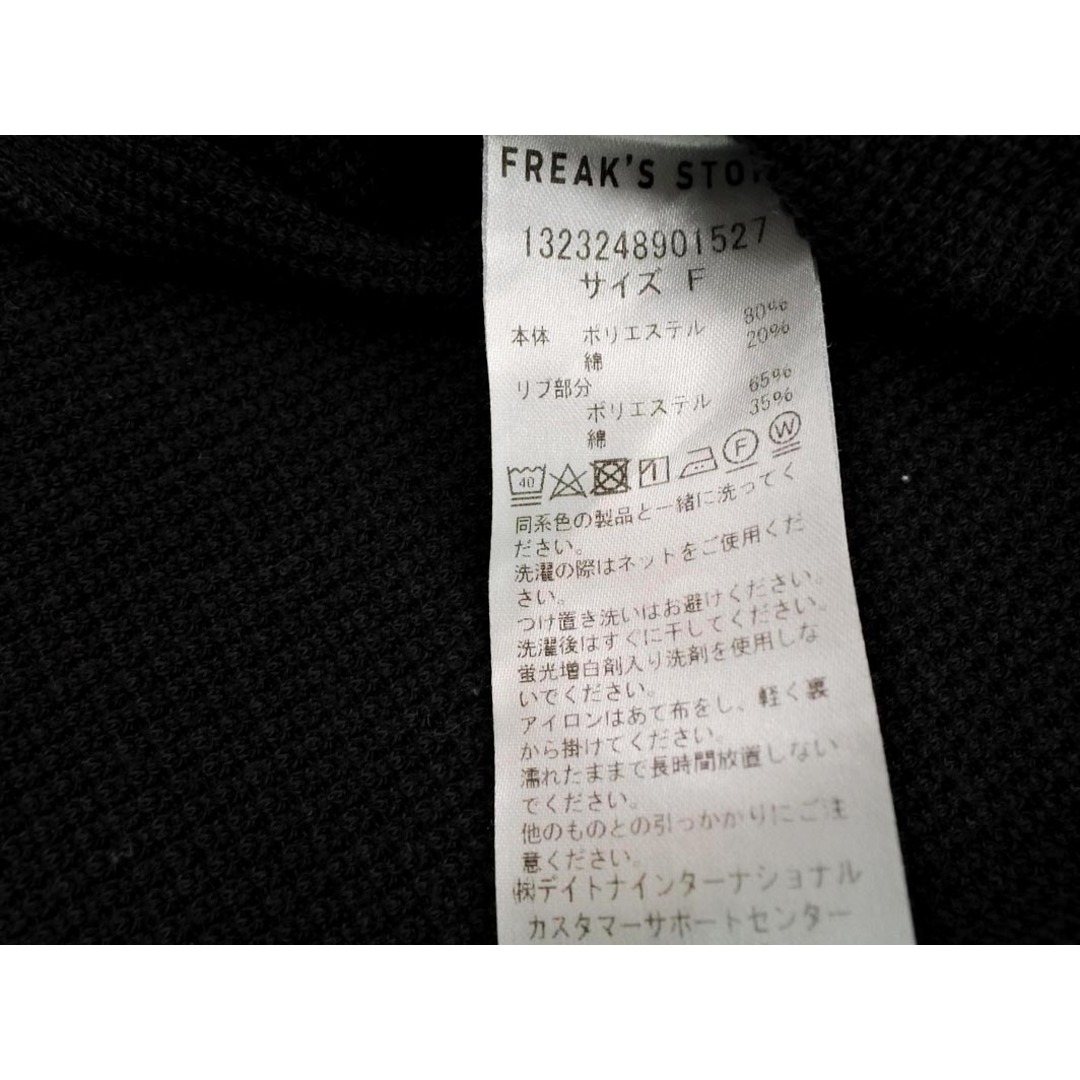 FREAK'S STO
1323248901527
サイズ F
本体 ポリエステル 80%
綿 20%
リブ部分
ポリエステル 65%
綿 35%
40 F W
同系色の製品と一緒に洗ってく
ださい。
洗濯の際はネットをご使用くだ
さい。
つけ置き洗いはお避けください。
洗濯後はすぐに干してください。
蛍光増白剤入り洗剤を使用しな
いでください。
アイロンはあて布をし、軽く裏
から掛けてください。
濡れたままで長時間放置しない
でください。
他のものとの引っかかりにご注
意ください。
㈱デイトナインターナショナル
カスタマーサポートセンター